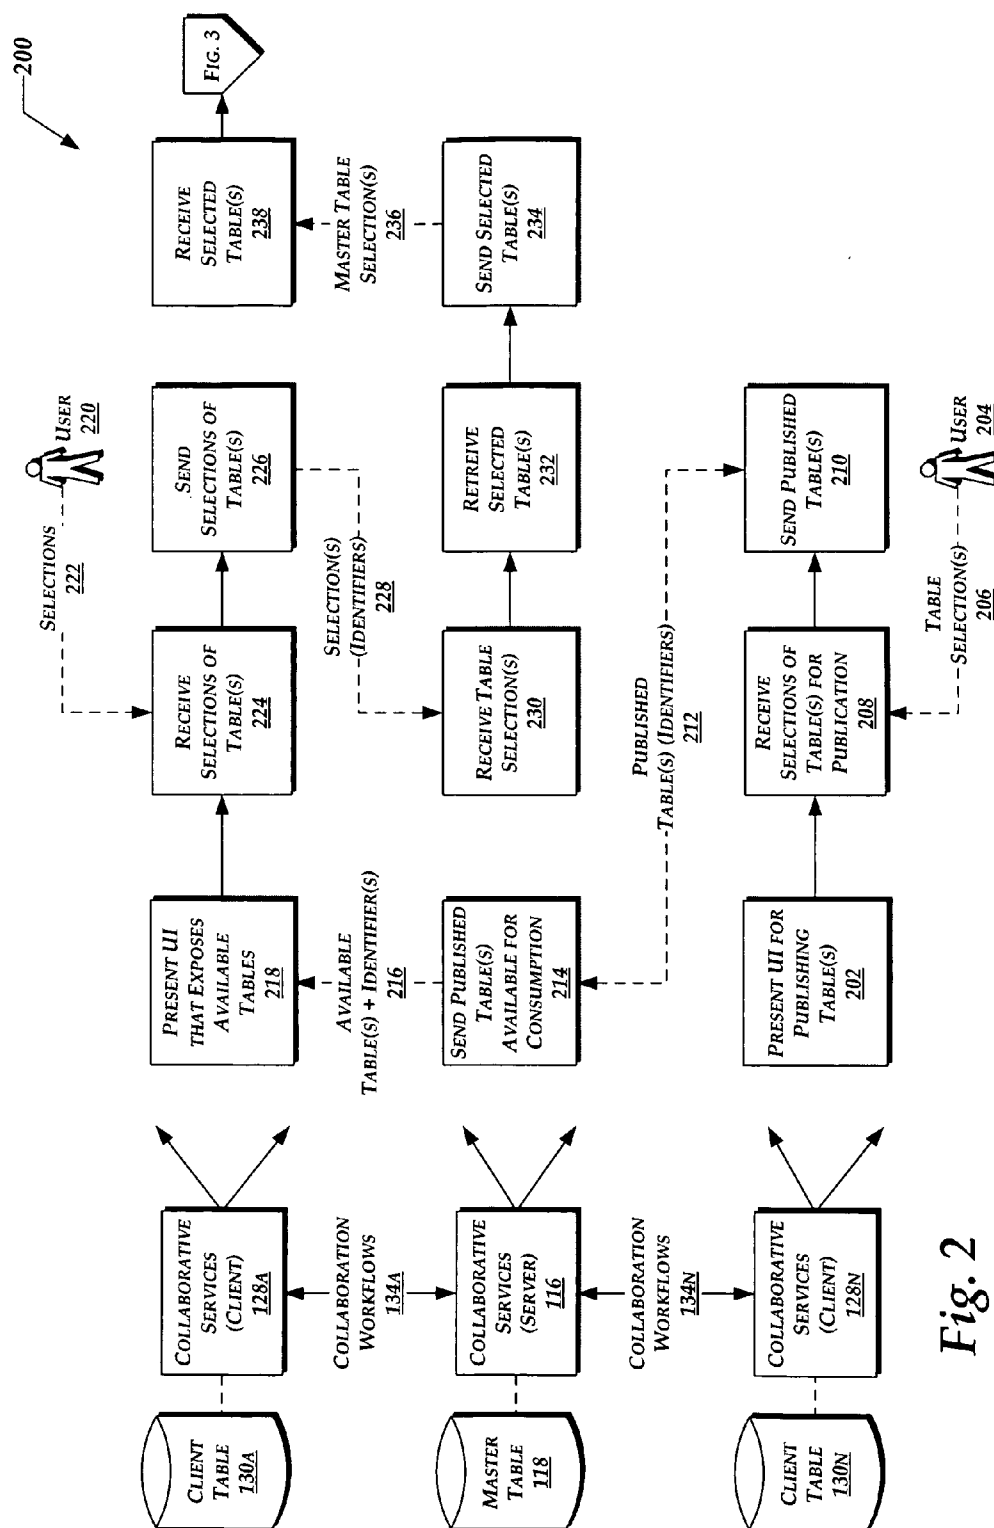 200
FIG. 3
RECEIVE
SELECTED
TABLE(S)
238
MASTER TABLE
SELECTION(S)
236
SEND SELECTED
TABLE(S)
234
USER
220
SELECTIONS
222
SEND
SELECTIONS OF
TABLE(S)
226
RECEIVE
SELECTIONS OF
TABLE(S)
224
SELECTION(S)
(IDENTIFIERS)
228
RETREIVE
SELECTED
TABLE(S)
232
RECEIVE TABLE
SELECTION(S)
230
PUBLISHED
TABLE(S) (IDENTIFIERS)
212
SEND PUBLISHED
TABLE(S)
210
RECEIVE
SELECTIONS OF
TABLE(S) FOR
PUBLICATION
208
USER
204
TABLE
SELECTION(S)
206
PRESENT UI
THAT EXPOSES
AVAILABLE
TABLES
218
AVAILABLE
TABLE(S) + IDENTIFIER(S)
216
SEND PUBLISHED
TABLE(S)
AVAILABLE FOR
CONSUMPTION
214
PRESENT UI FOR
PUBLISHING
TABLE(S)
202
COLLABORATIVE
SERVICES
(CLIENT)
128A
COLLABORATION
WORKFLOWS
134A
COLLABORATIVE
SERVICES
(SERVER)
116
COLLABORATION
WORKFLOWS
134N
COLLABORATIVE
SERVICES
(CLIENT)
128N
CLIENT
TABLE
130A
MASTER
TABLE
118
CLIENT
TABLE
130N
Fig. 2